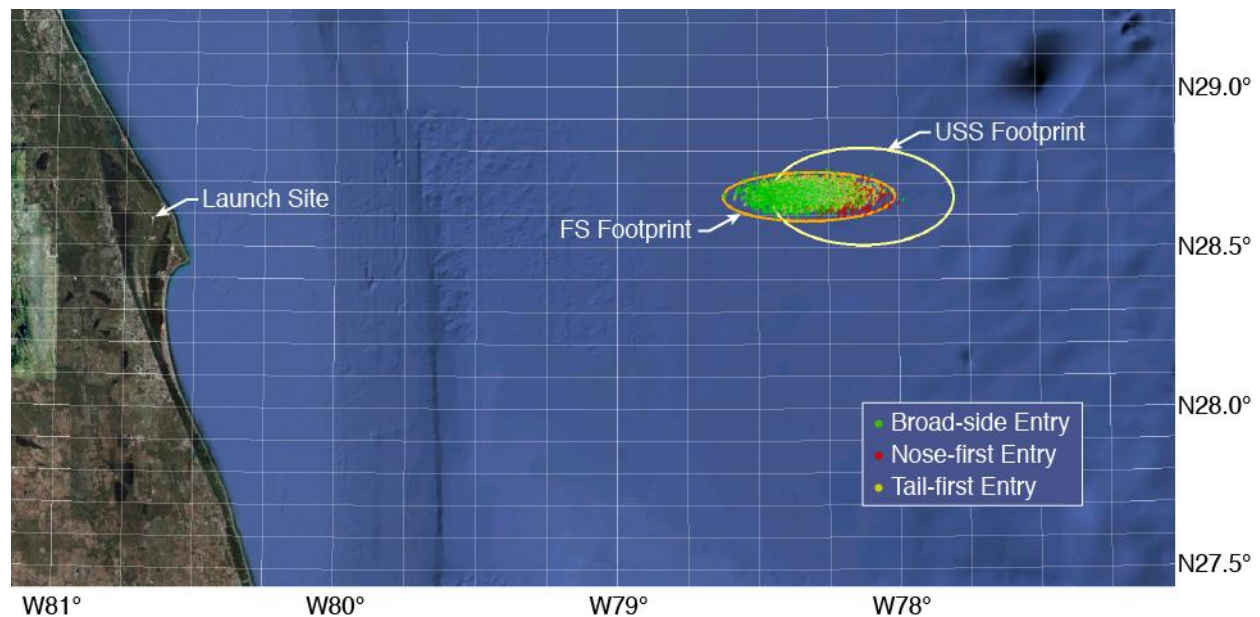 N29.0°
USS Footprint
Launch Site
FS Footprint
N28.5°
N28.0°
Broad-side Entry
Nose-first Entry
Tail-first Entry
N27.5°
W81°
W80°
W79°
W78°